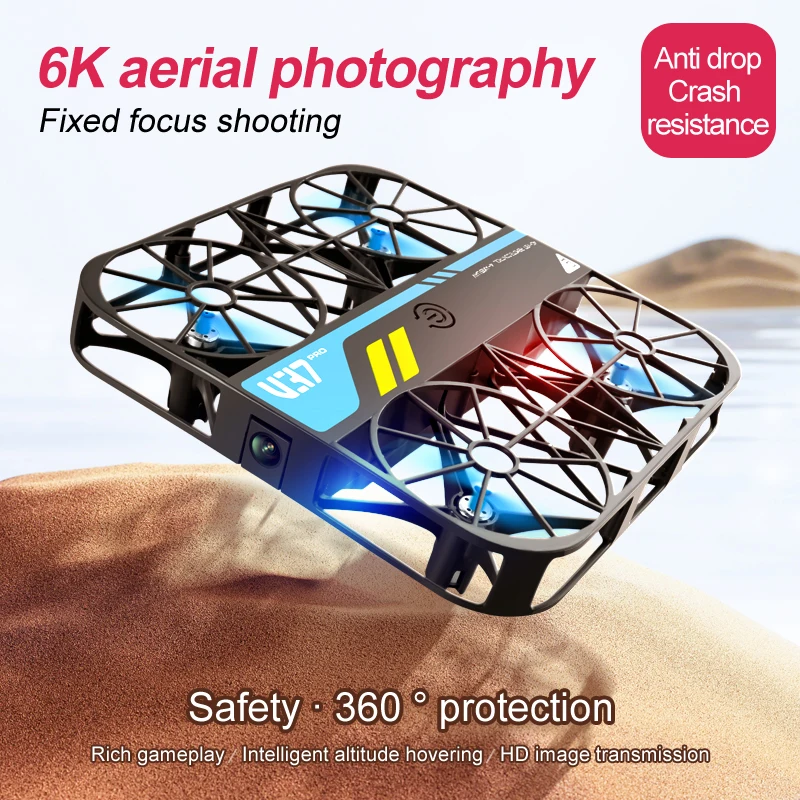 6K aerial photography
Fixed focus shooting
Anti drop
Crash
resistance
V37
PRO
Safety · 360 ° protection
Rich gameplay / Intelligent altitude hovering / HD image transmission